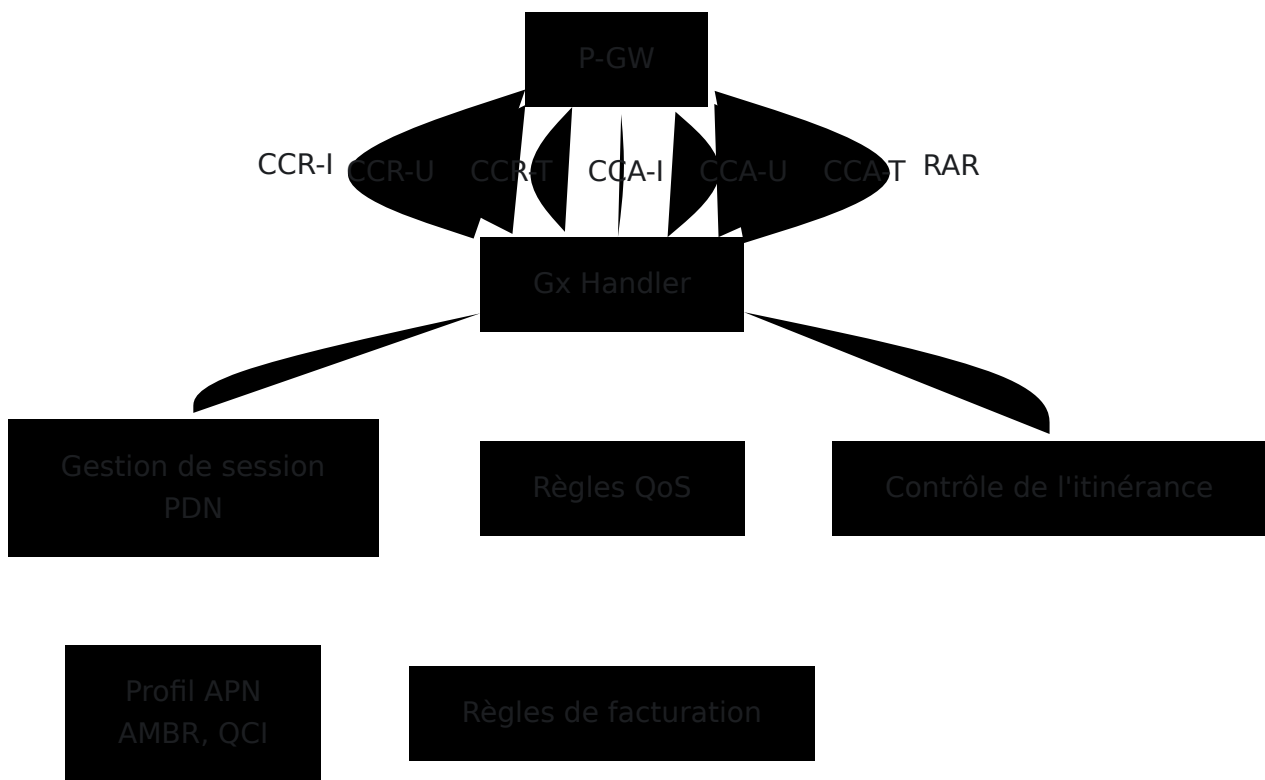 P-GW
CCR-I
CCR-U
CCR-T
CCA-I
CCA-U
CCA-T
RAR
Gx Handler
Gestion de session
PDN
Règles QoS
Contrôle de l'itinérance
Profil APN
AMBR, QCI
Règles de facturation